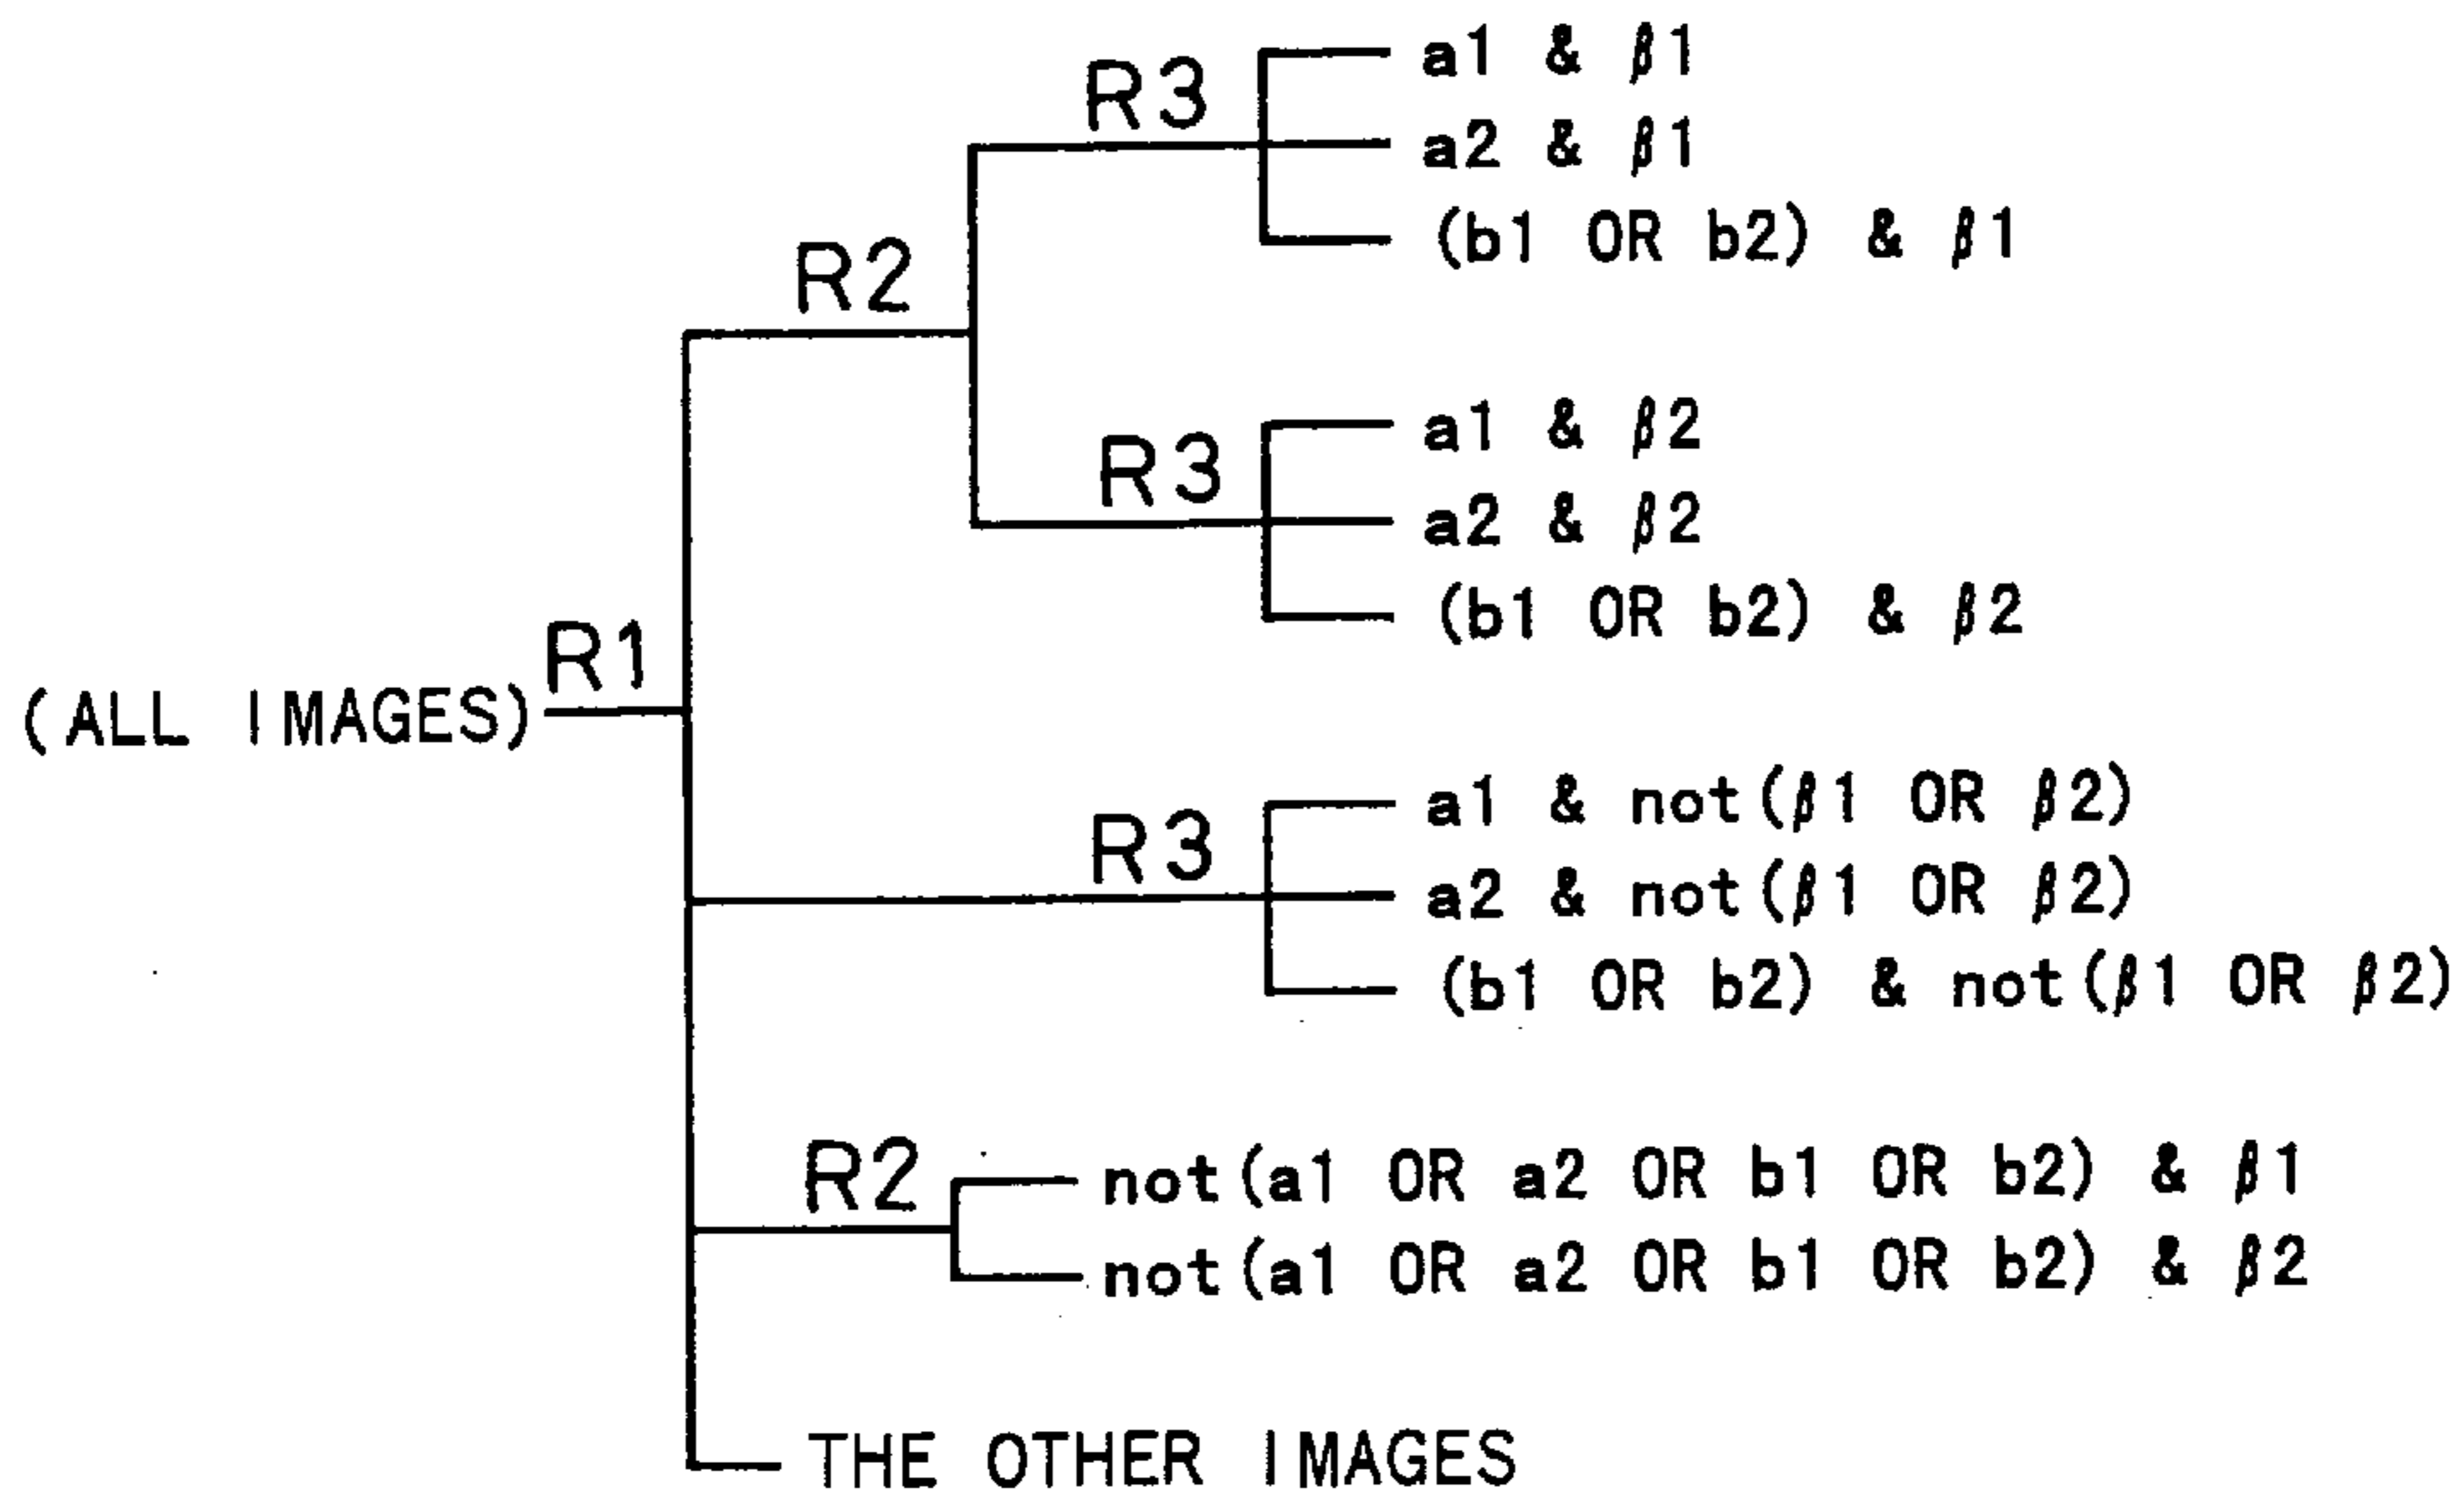 a1 & β1
R3
a2 & β1
(b1 OR b2) & β1
R2
a1 & β2
R3
a2 & β2
(b1 OR b2) & β2
R1
(ALL IMAGES)
a1 & not(β1 OR β2)
R3
a2 & not(β1 OR β2)
(b1 OR b2) & not(β1 OR β2)
R2
not(a1 OR a2 OR b1 OR b2) & β1
not(a1 OR a2 OR b1 OR b2) & β2
THE OTHER IMAGES